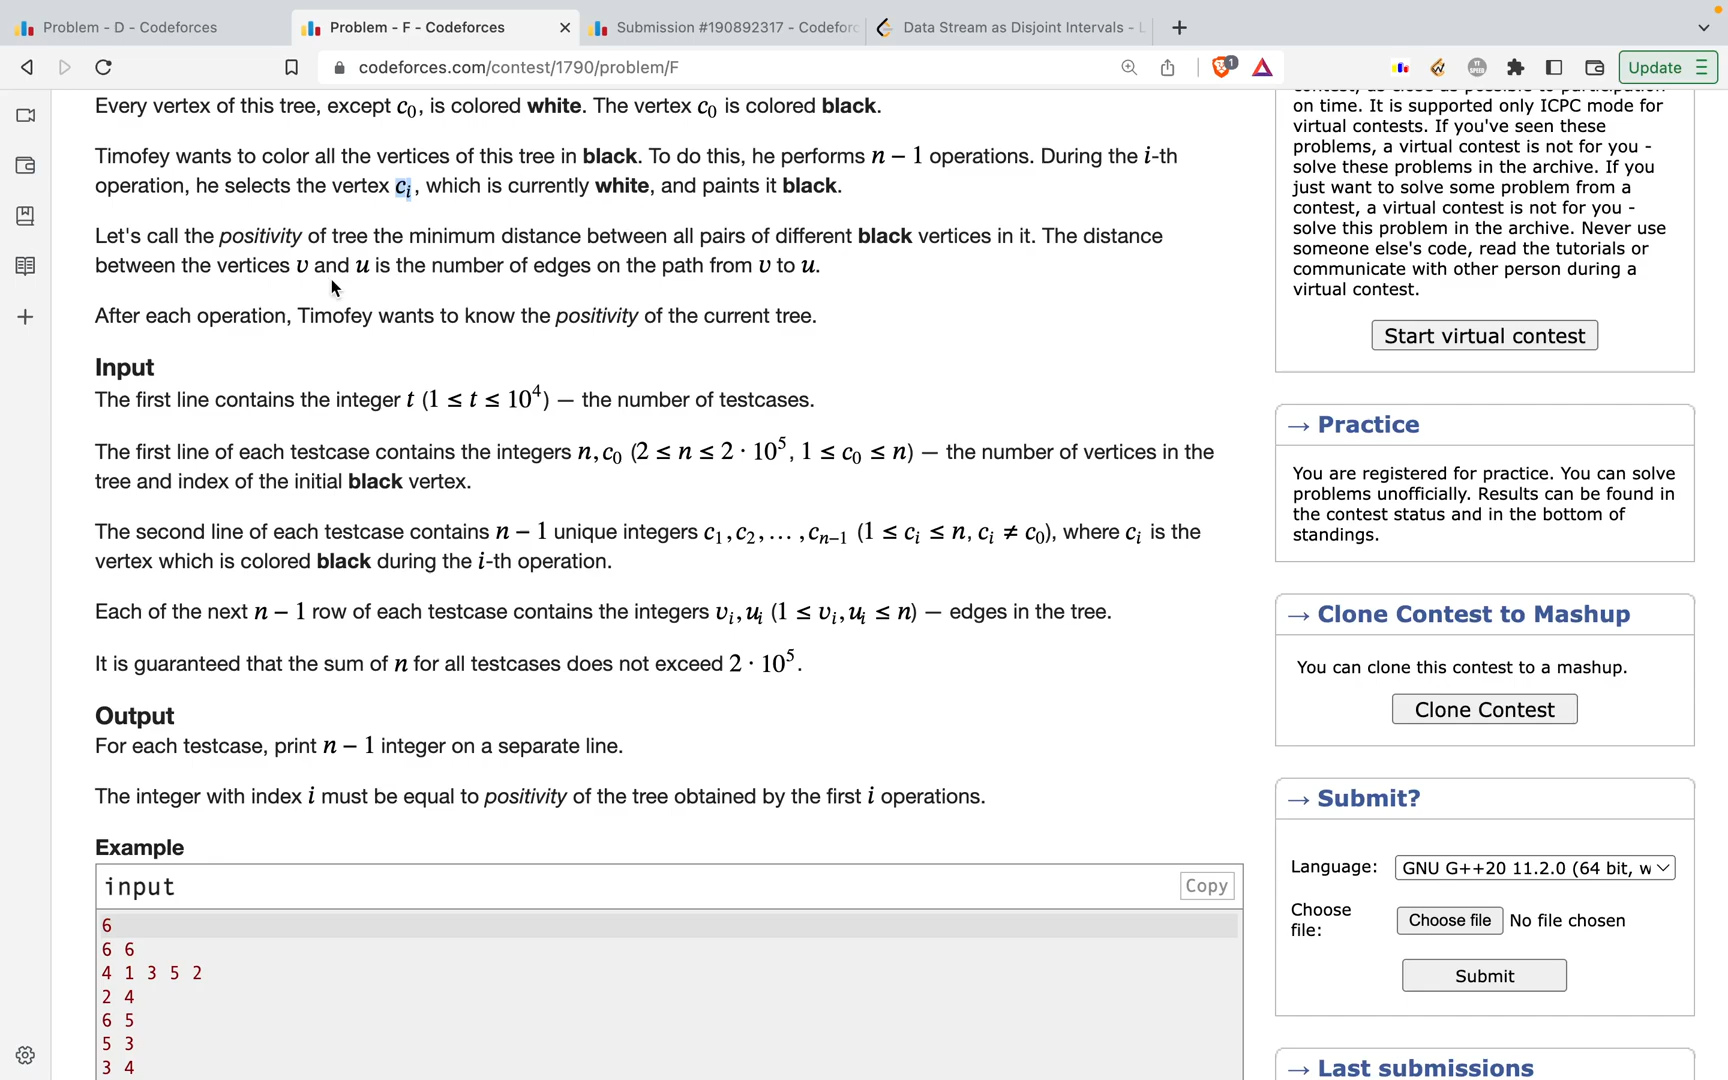 Problem - D - Codeforces
Problem - F - Codeforces
Submission #190892317 - Codefor
Data Stream as Disjoint Intervals - L
codeforces.com/contest/1790/problem/F
1
Update
Every vertex of this tree, except c₀, is colored white. The vertex c₀ is colored black.
Timofey wants to color all the vertices of this tree in black. To do this, he performs n − 1 operations. During the i-th
operation, he selects the vertex cᵢ, which is currently white, and paints it black.
Let's call the positivity of tree the minimum distance between all pairs of different black vertices in it. The distance
between the vertices v and u is the number of edges on the path from v to u.
After each operation, Timofey wants to know the positivity of the current tree.
Input
The first line contains the integer t (1 ≤ t ≤ 10⁴) — the number of testcases.
The first line of each testcase contains the integers n, c₀ (2 ≤ n ≤ 2 · 10⁵, 1 ≤ c₀ ≤ n) — the number of vertices in the
tree and index of the initial black vertex.
The second line of each testcase contains n − 1 unique integers c₁, c₂, … , cₙ₋₁ (1 ≤ cᵢ ≤ n, cᵢ ≠ c₀), where cᵢ is the
vertex which is colored black during the i-th operation.
Each of the next n − 1 row of each testcase contains the integers vᵢ, uᵢ (1 ≤ vᵢ, uᵢ ≤ n) — edges in the tree.
It is guaranteed that the sum of n for all testcases does not exceed 2 · 10⁵.
Output
For each testcase, print n − 1 integer on a separate line.
The integer with index i must be equal to positivity of the tree obtained by the first i operations.
Example
input
Copy
6
6 6
4 1 3 5 2
2 4
6 5
5 3
3 4
contest, as close as possible to participation
on time. It is supported only ICPC mode for
virtual contests. If you've seen these
problems, a virtual contest is not for you -
solve these problems in the archive. If you
just want to solve some problem from a
contest, a virtual contest is not for you -
solve this problem in the archive. Never use
someone else's code, read the tutorials or
communicate with other person during a
virtual contest.
Start virtual contest
→ Practice
You are registered for practice. You can solve
problems unofficially. Results can be found in
the contest status and in the bottom of
standings.
→ Clone Contest to Mashup
You can clone this contest to a mashup.
Clone Contest
→ Submit?
Language:
GNU G++20 11.2.0 (64 bit, w
Choose
file:
Choose file No file chosen
Submit
→ Last submissions